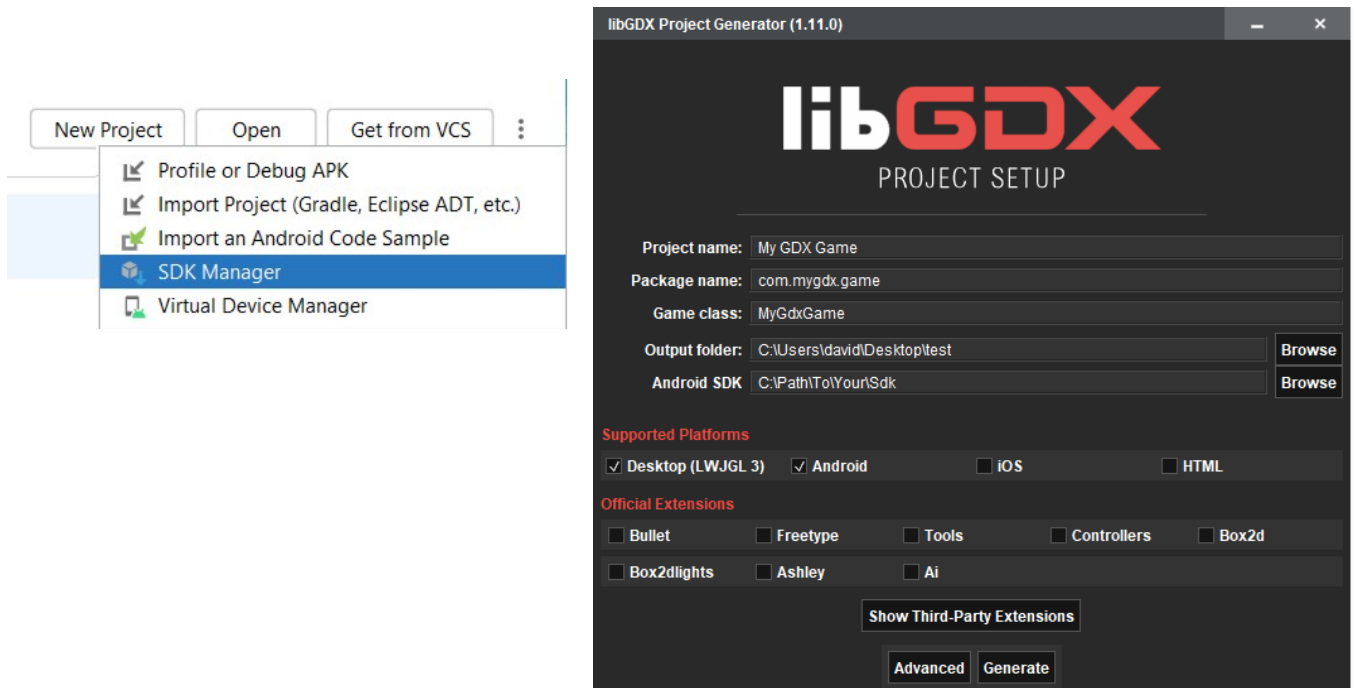 New Project Open Get from VCS
Profile or Debug APK
Import Project (Gradle, Eclipse ADT, etc.)
Import an Android Code Sample
SDK Manager
Virtual Device Manager
libGDX Project Generator (1.11.0)
libGDX
PROJECT SETUP
Project name: My GDX Game
Package name: com.mygdx.game
Game class: MyGdxGame
Output folder: C:\Users\david\Desktop\test Browse
Android SDK C:\Path\To\Your\Sdk Browse
Supported Platforms
Desktop (LWJGL 3) Android iOS HTML
Official Extensions
Bullet Freetype Tools Controllers Box2d
Box2dlights Ashley Ai
Show Third-Party Extensions
Advanced Generate